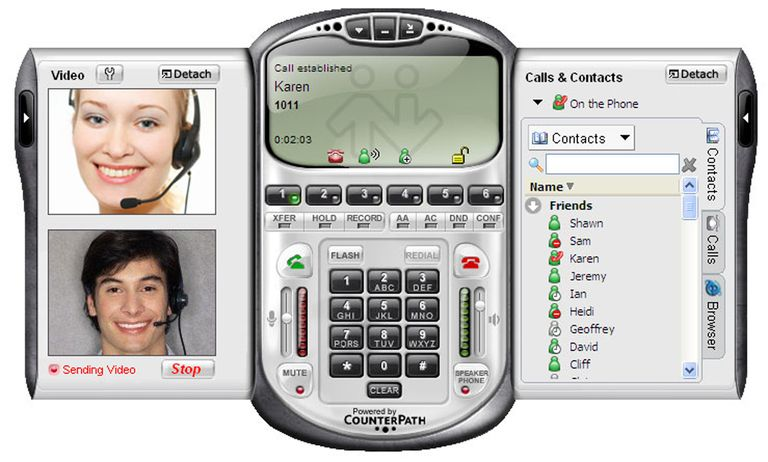 Video
Detach
Sending Video
Stop
Call established
Karen
1011
0:02:03
1 2 3 4 5 6
XFER HOLD RECORD AA AC DND CONF
FLASH REDIAL
1 2 ABC 3 DEF
4 GHI 5 JKL 6 MNO
7 PQRS 8 TUV 9 WXYZ
* 0 #
MUTE
SPEAKER PHONE
CLEAR
Powered by
COUNTERPATH
Calls & Contacts
Detach
On the Phone
Contacts
Name
Friends
Shawn
Sam
Karen
Jeremy
Ian
Heidi
Geoffrey
David
Cliff
Contacts
Calls
Browser